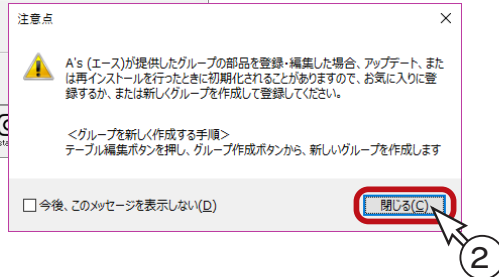 注意点
A's (エース)が提供したグループの部品を登録・編集した場合、アップデート、また
は再インストールを行ったときに初期化されることがありますので、お気に入りに登
録するか、または新しくグループを作成して登録してください。
<グループを新しく作成する手順>
テーブル編集ボタンを押し、グループ作成ボタンから、新しいグループを作成します
今後、このメッセージを表示しない(D)
閉じる(C)
2